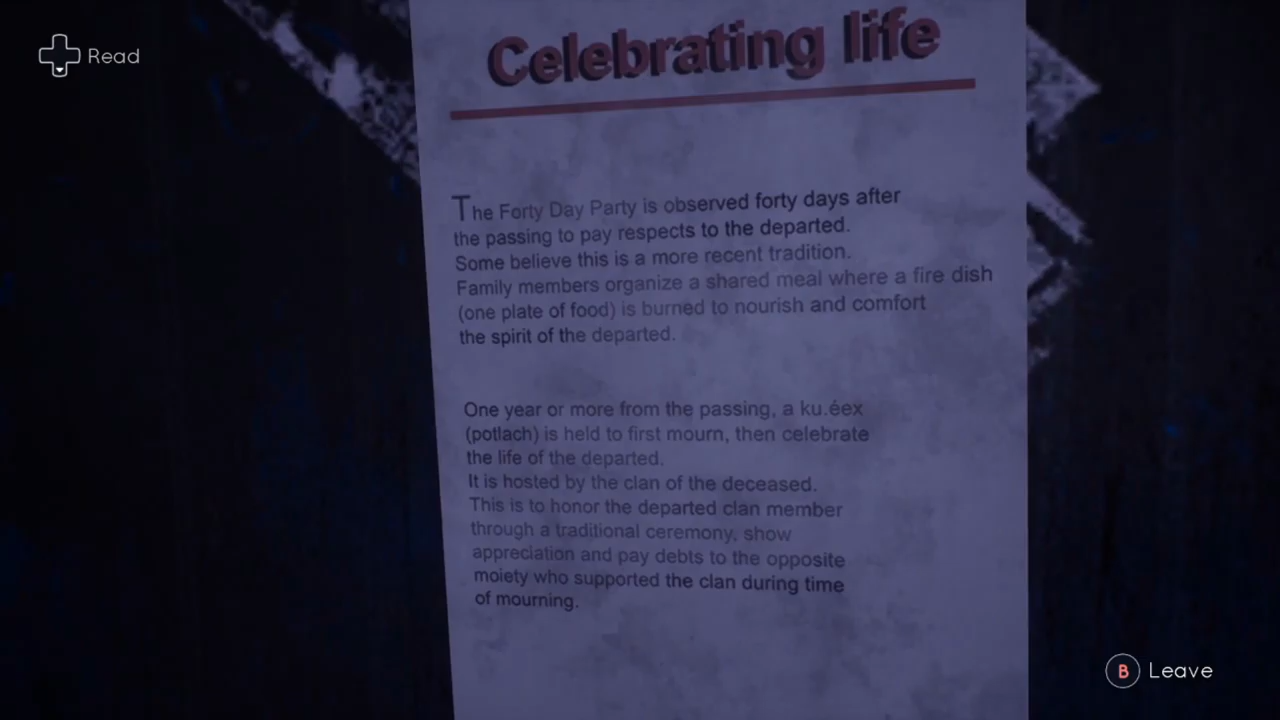 Read
Celebrating life
The Forty Day Party is observed forty days after
the passing to pay respects to the departed.
Some believe this is a more recent tradition.
Family members organize a shared meal where a fire dish
(one plate of food) is burned to nourish and comfort
the spirit of the departed.
One year or more from the passing, a ku.éex
(potlach) is held to first mourn, then celebrate
the life of the departed.
It is hosted by the clan of the deceased.
This is to honor the departed clan member
through a traditional ceremony, show
appreciation and pay debts to the opposite
moiety who supported the clan during time
of mourning.
B Leave